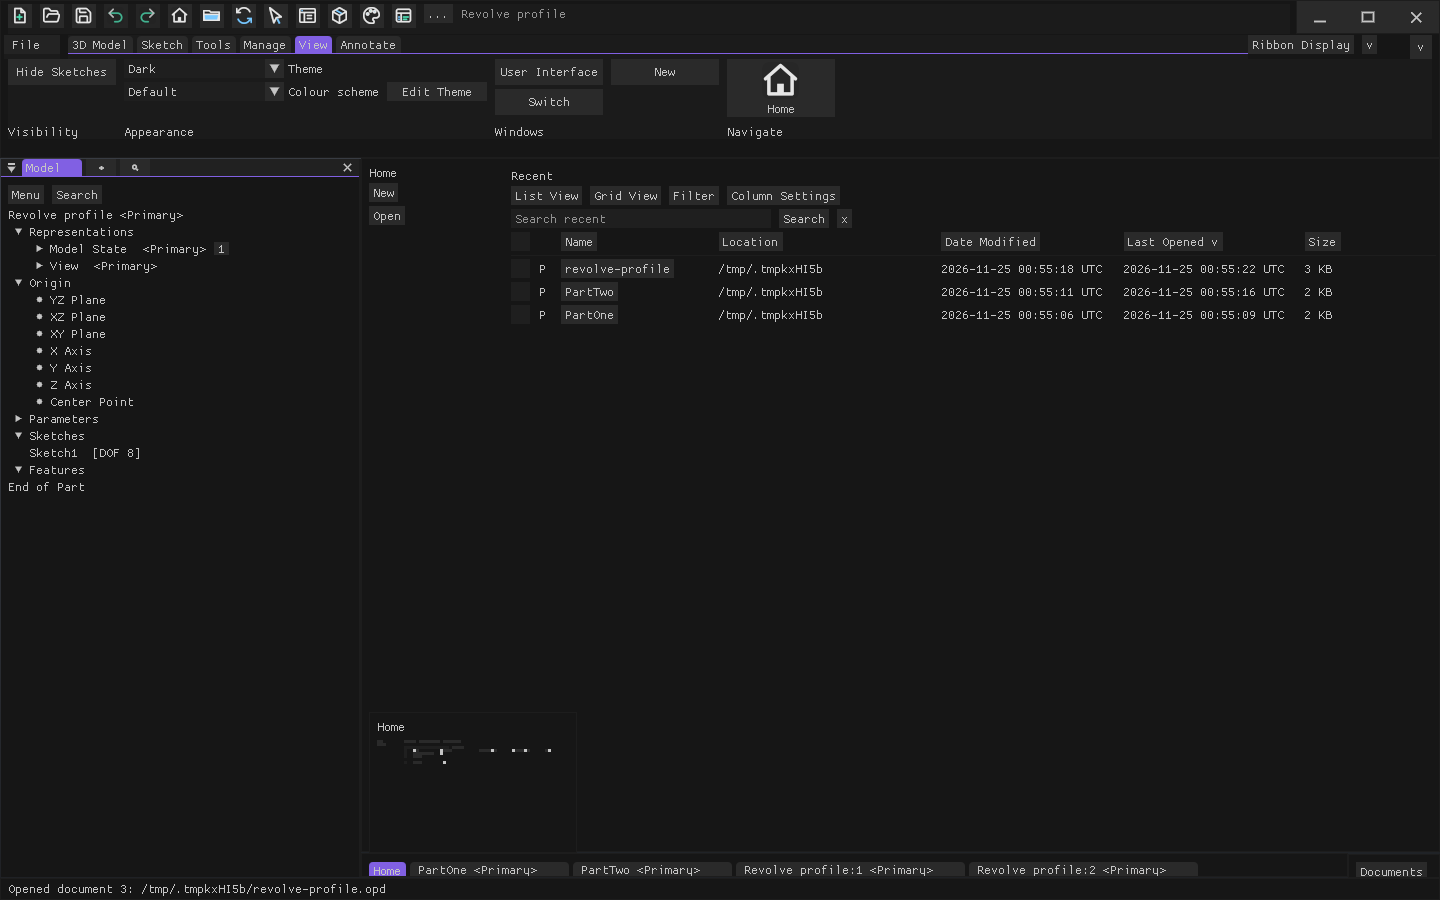 ... Revolve profile
File 3D Model Sketch Tools Manage View Annotate Ribbon Display v v
Hide Sketches Dark Theme User Interface New
Default Colour scheme Edit Theme Switch Home
Visibility Appearance Windows Navigate
Model
Menu Search
Revolve profile <Primary>
Representations
Model State <Primary> 1
View <Primary>
Origin
YZ Plane
XZ Plane
XY Plane
X Axis
Y Axis
Z Axis
Center Point
Parameters
Sketches
Sketch1 [DOF 8]
Features
End of Part
Home
New
Open
Recent
List View Grid View Filter Column Settings
Search recent Search x
Name Location Date Modified Last Opened v Size
P revolve-profile /tmp/.tmpkxHI5b 2026-11-25 00:55:18 UTC 2026-11-25 00:55:22 UTC 3 KB
P PartTwo /tmp/.tmpkxHI5b 2026-11-25 00:55:11 UTC 2026-11-25 00:55:16 UTC 2 KB
P PartOne /tmp/.tmpkxHI5b 2026-11-25 00:55:06 UTC 2026-11-25 00:55:09 UTC 2 KB
Home
Home PartOne <Primary> PartTwo <Primary> Revolve profile:1 <Primary> Revolve profile:2 <Primary> Documents
Opened document 3: /tmp/.tmpkxHI5b/revolve-profile.opd